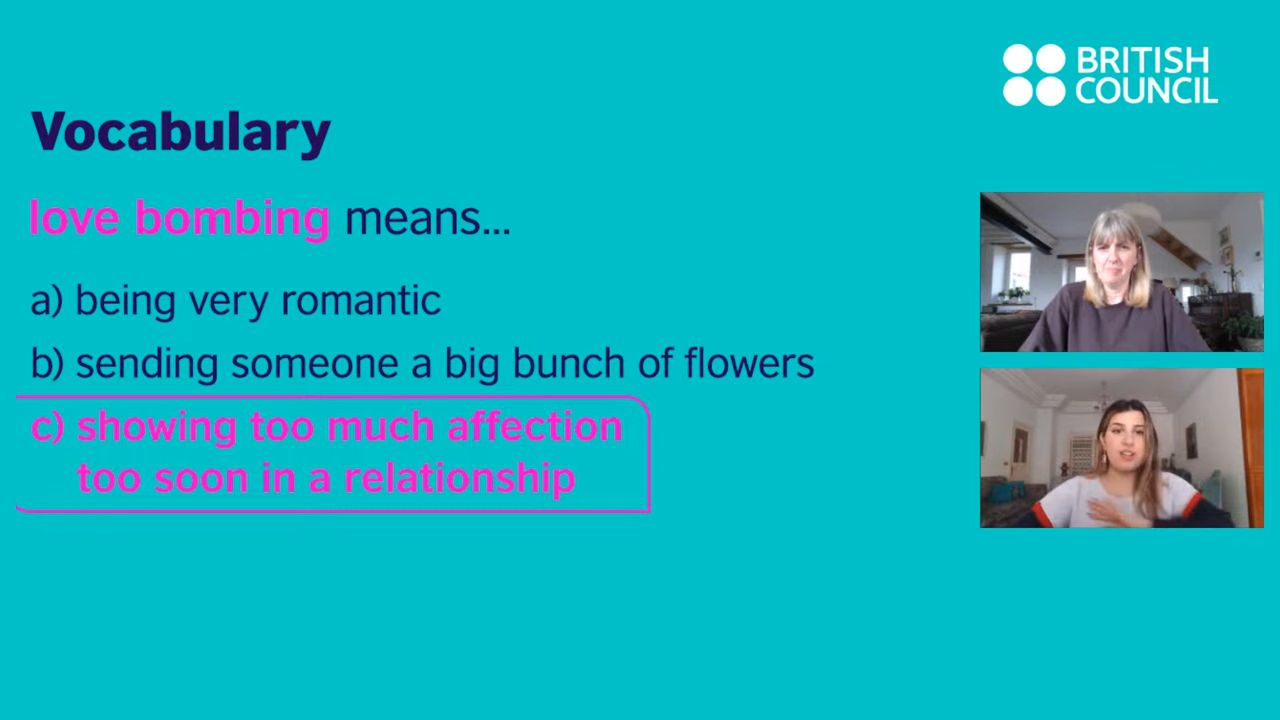 BRITISH
COUNCIL
Vocabulary
love bombing means...
a) being very romantic
b) sending someone a big bunch of flowers
c) showing too much affection
too soon in a relationship